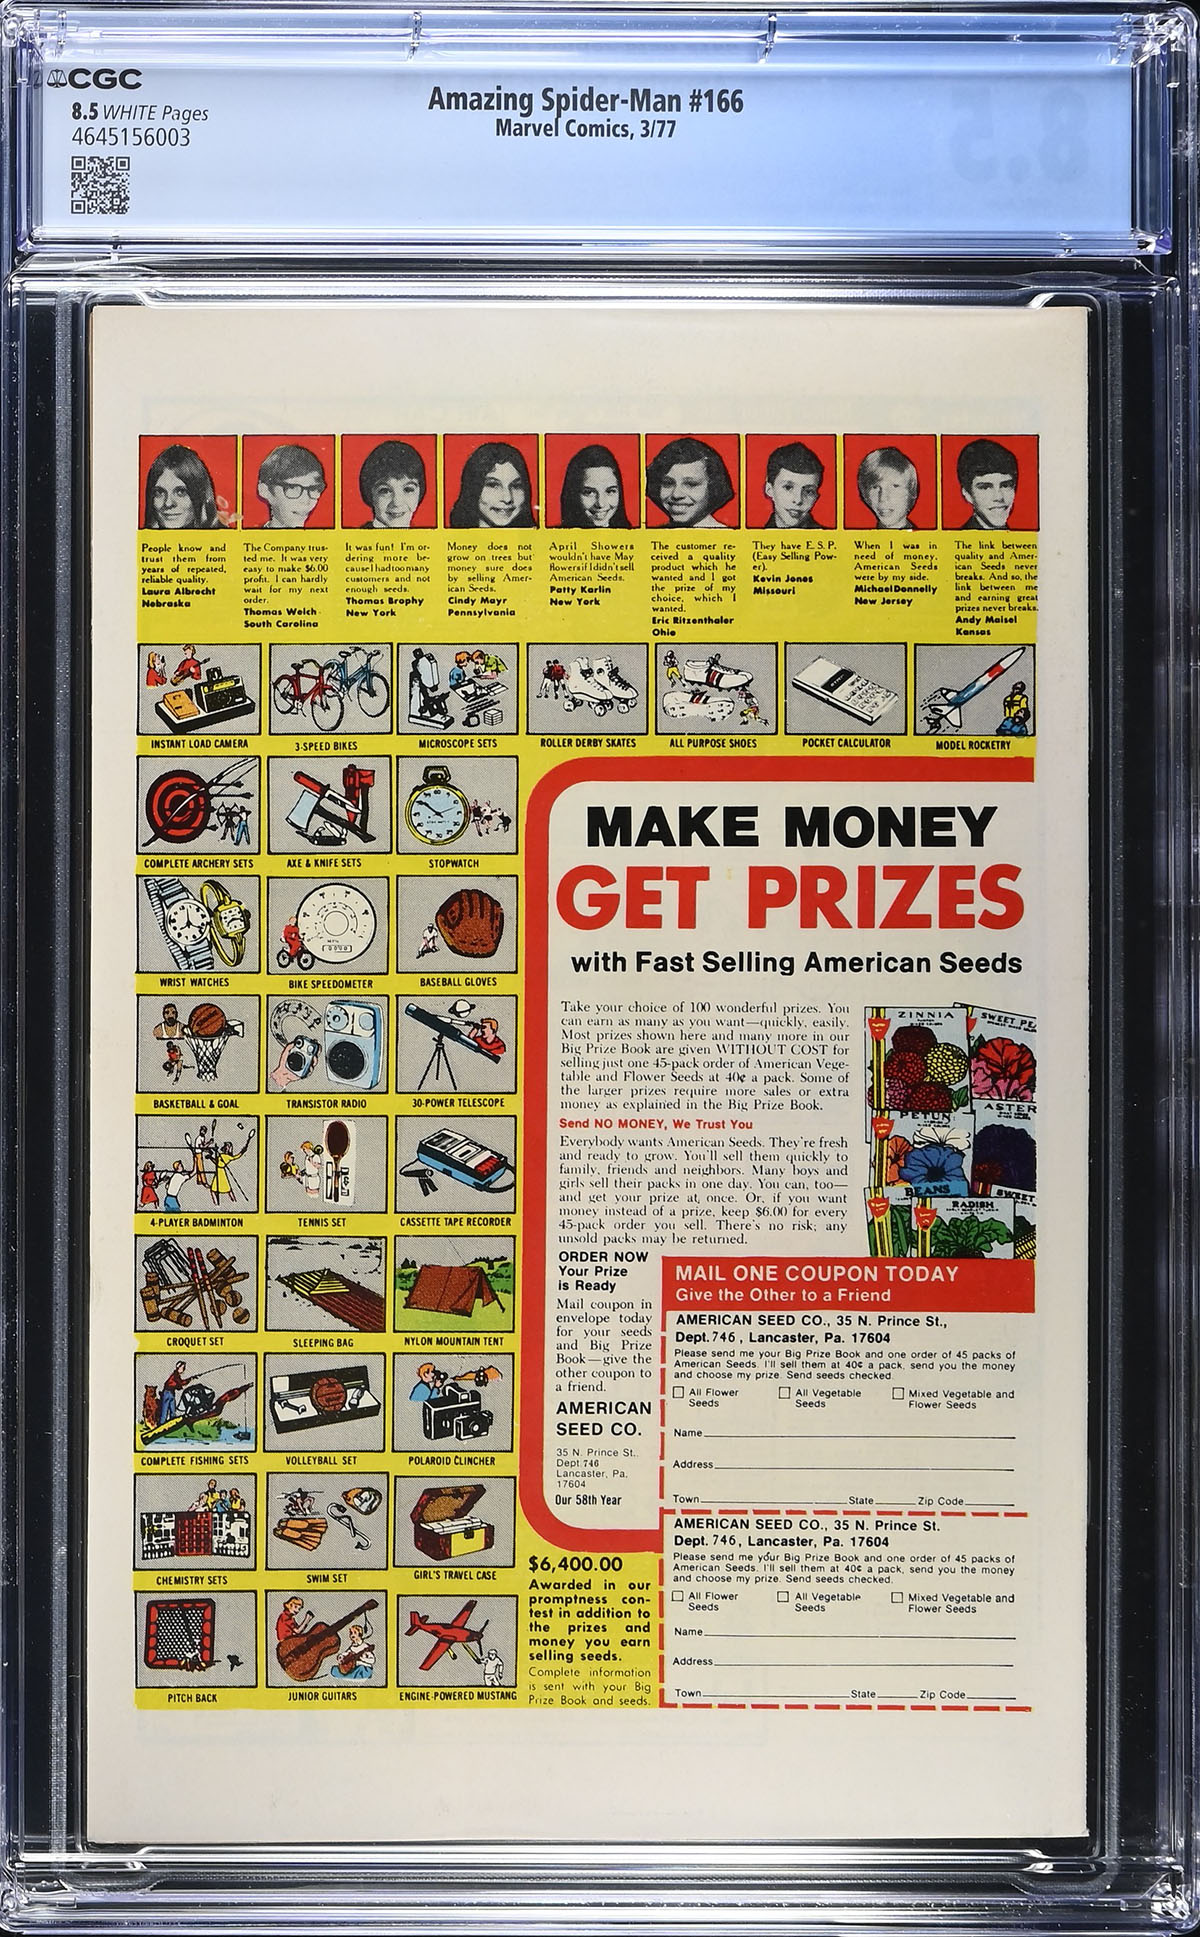 CGC
8.5 WHITE Pages
4645156003
Amazing Spider-Man #166
Marvel Comics, 3/77
People know and
trust them from
years of repeated,
reliable quality.
Laura Albrecht
Nebraska
The Company trus-
ted me. It was very
easy to make $6.00
profit. I can hardly
wait for my next
order.
Thomas Welch
South Carolina
It was fun! I'm or-
dering more be-
cause I had too many
customers and not
enough seeds.
Thomas Brophy
New York
Money does not
grow on trees but
money sure does
by selling Amer-
ican Seeds.
Cindy Mayr
Pennsylvania
April Showers
wouldn't have May
flowers if I didn't sell
American Seeds.
Patty Karlin
New York
The customer re-
ceived a quality
product which he
wanted and I got
the prize of my
choice, which I
wanted.
Eric Ritzenthaler
Ohio
They have E. S. P.
(Easy Selling Pow-
er).
Kevin Jones
Missouri
When I was in
need of money,
American Seeds
were by my side.
Michael Donnelly
New Jersey
The link between
quality and Amer-
ican Seeds never
breaks. And so, the
link between me
and earning great
prizes never breaks.
Andy Maisel
Kansas
INSTANT LOAD CAMERA
3-SPEED BIKES
MICROSCOPE SETS
ROLLER DERBY SKATES
ALL PURPOSE SHOES
POCKET CALCULATOR
MODEL ROCKETRY
COMPLETE ARCHERY SETS
AXE & KNIFE SETS
STOPWATCH
WRIST WATCHES
BIKE SPEEDOMETER
BASEBALL GLOVES
BASKETBALL & GOAL
TRANSISTOR RADIO
30-POWER TELESCOPE
4-PLAYER BADMINTON
TENNIS SET
CASSETTE TAPE RECORDER
CROQUET SET
SLEEPING BAG
NYLON MOUNTAIN TENT
COMPLETE FISHING SETS
VOLLEYBALL SET
POLAROID CLINCHER
CHEMISTRY SETS
SWIM SET
GIRL'S TRAVEL CASE
PITCH BACK
JUNIOR GUITARS
ENGINE-POWERED MUSTANG
MAKE MONEY
GET PRIZES
with Fast Selling American Seeds
Take your choice of 100 wonderful prizes. You
can earn as many as you want—quickly, easily.
Most prizes shown here and many more in our
Big Prize Book are given WITHOUT COST for
selling just one 45-pack order of American Vege-
table and Flower Seeds at 40¢ a pack. Some of
the larger prizes require more sales or extra
money as explained in the Big Prize Book.
Send NO MONEY, We Trust You
Everybody wants American Seeds. They're fresh
and ready to grow. You'll sell them quickly to
family, friends and neighbors. Many boys and
girls sell their packs in one day. You can, too—
and get your prize at once. Or, if you want
money instead of a prize, keep $6.00 for every
45-pack order you sell. There's no risk; any
unsold packs may be returned.
ZINNIA
SWEET PE
PETUN
ASTER
BEANS
RADISH
SWEET
ORDER NOW
Your Prize
is Ready
Mail coupon in
envelope today
for your seeds
and Big Prize
Book—give the
other coupon to
a friend.
AMERICAN
SEED CO.
35 N. Prince St.,
Dept. 746
Lancaster, Pa.
17604
Our 58th Year
MAIL ONE COUPON TODAY
Give the Other to a Friend
AMERICAN SEED CO., 35 N. Prince St.,
Dept. 746, Lancaster, Pa. 17604
Please send me your Big Prize Book and one order of 45 packs of
American Seeds. I'll sell them at 40¢ a pack, send you the money
and choose my prize. Send seeds checked.
All Flower Seeds
All Vegetable Seeds
Mixed Vegetable and Flower Seeds
Name
Address
Town State Zip Code
AMERICAN SEED CO., 35 N. Prince St.
Dept. 746, Lancaster, Pa. 17604
Please send me your Big Prize Book and one order of 45 packs of
American Seeds. I'll sell them at 40¢ a pack, send you the money
and choose my prize. Send seeds checked.
All Flower Seeds
All Vegetable Seeds
Mixed Vegetable and Flower Seeds
Name
Address
Town State Zip Code
$6,400.00
Awarded in our
promptness con-
test in addition to
the prizes and
money you earn
selling seeds.
Complete information
is sent with your Big
Prize Book and seeds.